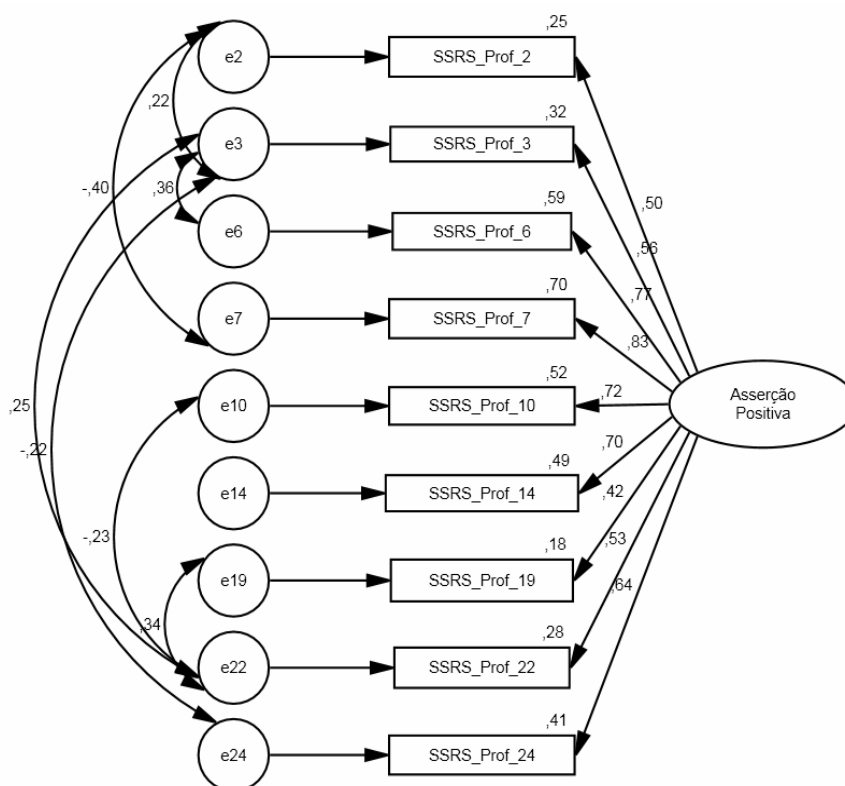 ,25
e2
SSRS_Prof_2
,22
,32
e3
SSRS_Prof_3
-,40
,36
,59
,50
e6
SSRS_Prof_6
,56
,77
,70
e7
SSRS_Prof_7
,83
,52
,72
Asserção
Positiva
e10
SSRS_Prof_10
,25
-,22
,70
,49
e14
SSRS_Prof_14
,42
-,23
,18
,53
e19
SSRS_Prof_19
,64
,34
,28
e22
SSRS_Prof_22
,41
e24
SSRS_Prof_24